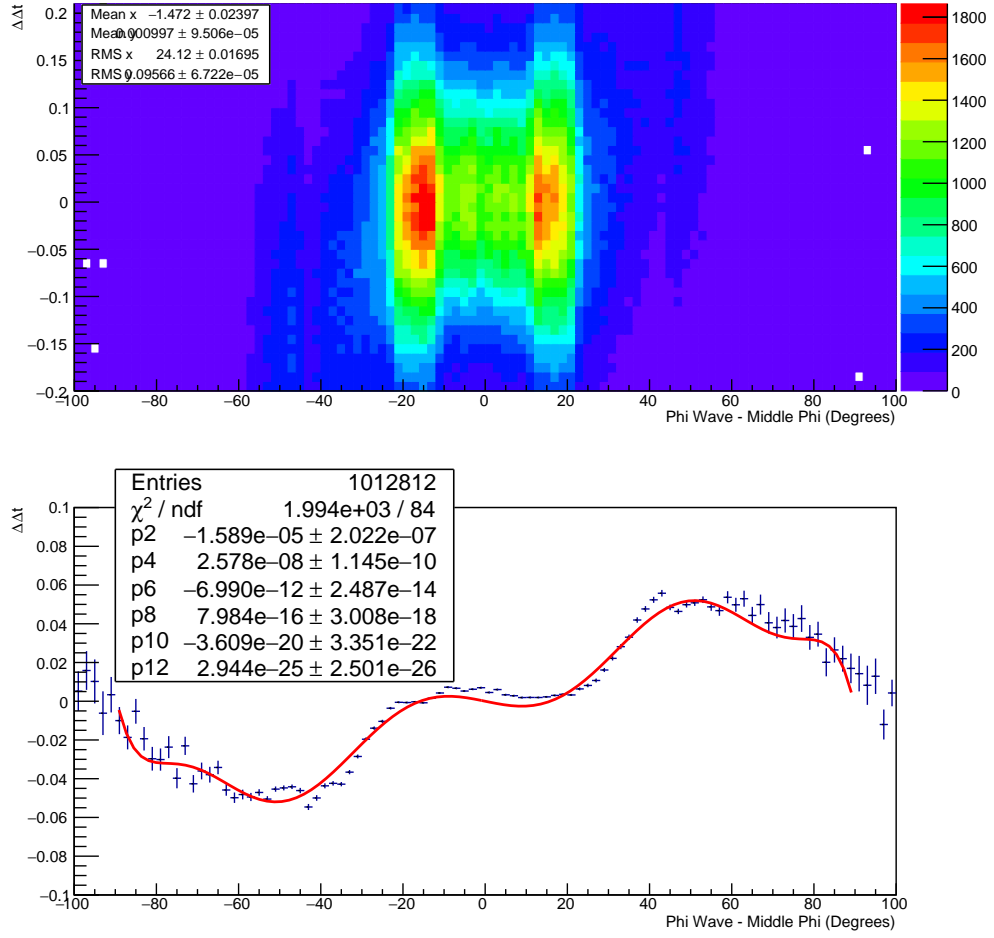 ΔΔt
Mean x −1.472 ± 0.02397
Mean y 0.000997 ± 9.506e−05
RMS x 24.12 ± 0.01695
RMS y 0.09566 ± 6.722e−05
0.2
0.15
0.1
0.05
0
−0.05
−0.1
−0.15
−0.2
−100 −80 −60 −40 −20 0 20 40 60 80 100
Phi Wave - Middle Phi (Degrees)
1800
1600
1400
1200
1000
800
600
400
200
0
Entries 1012812
χ² / ndf 1.994e+03 / 84
p2 −1.589e−05 ± 2.022e−07
p4 2.578e−08 ± 1.145e−10
p6 −6.990e−12 ± 2.487e−14
p8 7.984e−16 ± 3.008e−18
p10 −3.609e−20 ± 3.351e−22
p12 2.944e−25 ± 2.501e−26
ΔΔt
0.1
0.08
0.06
0.04
0.02
0
−0.02
−0.04
−0.06
−0.08
−0.1
−100 −80 −60 −40 −20 0 20 40 60 80 100
Phi Wave - Middle Phi (Degrees)